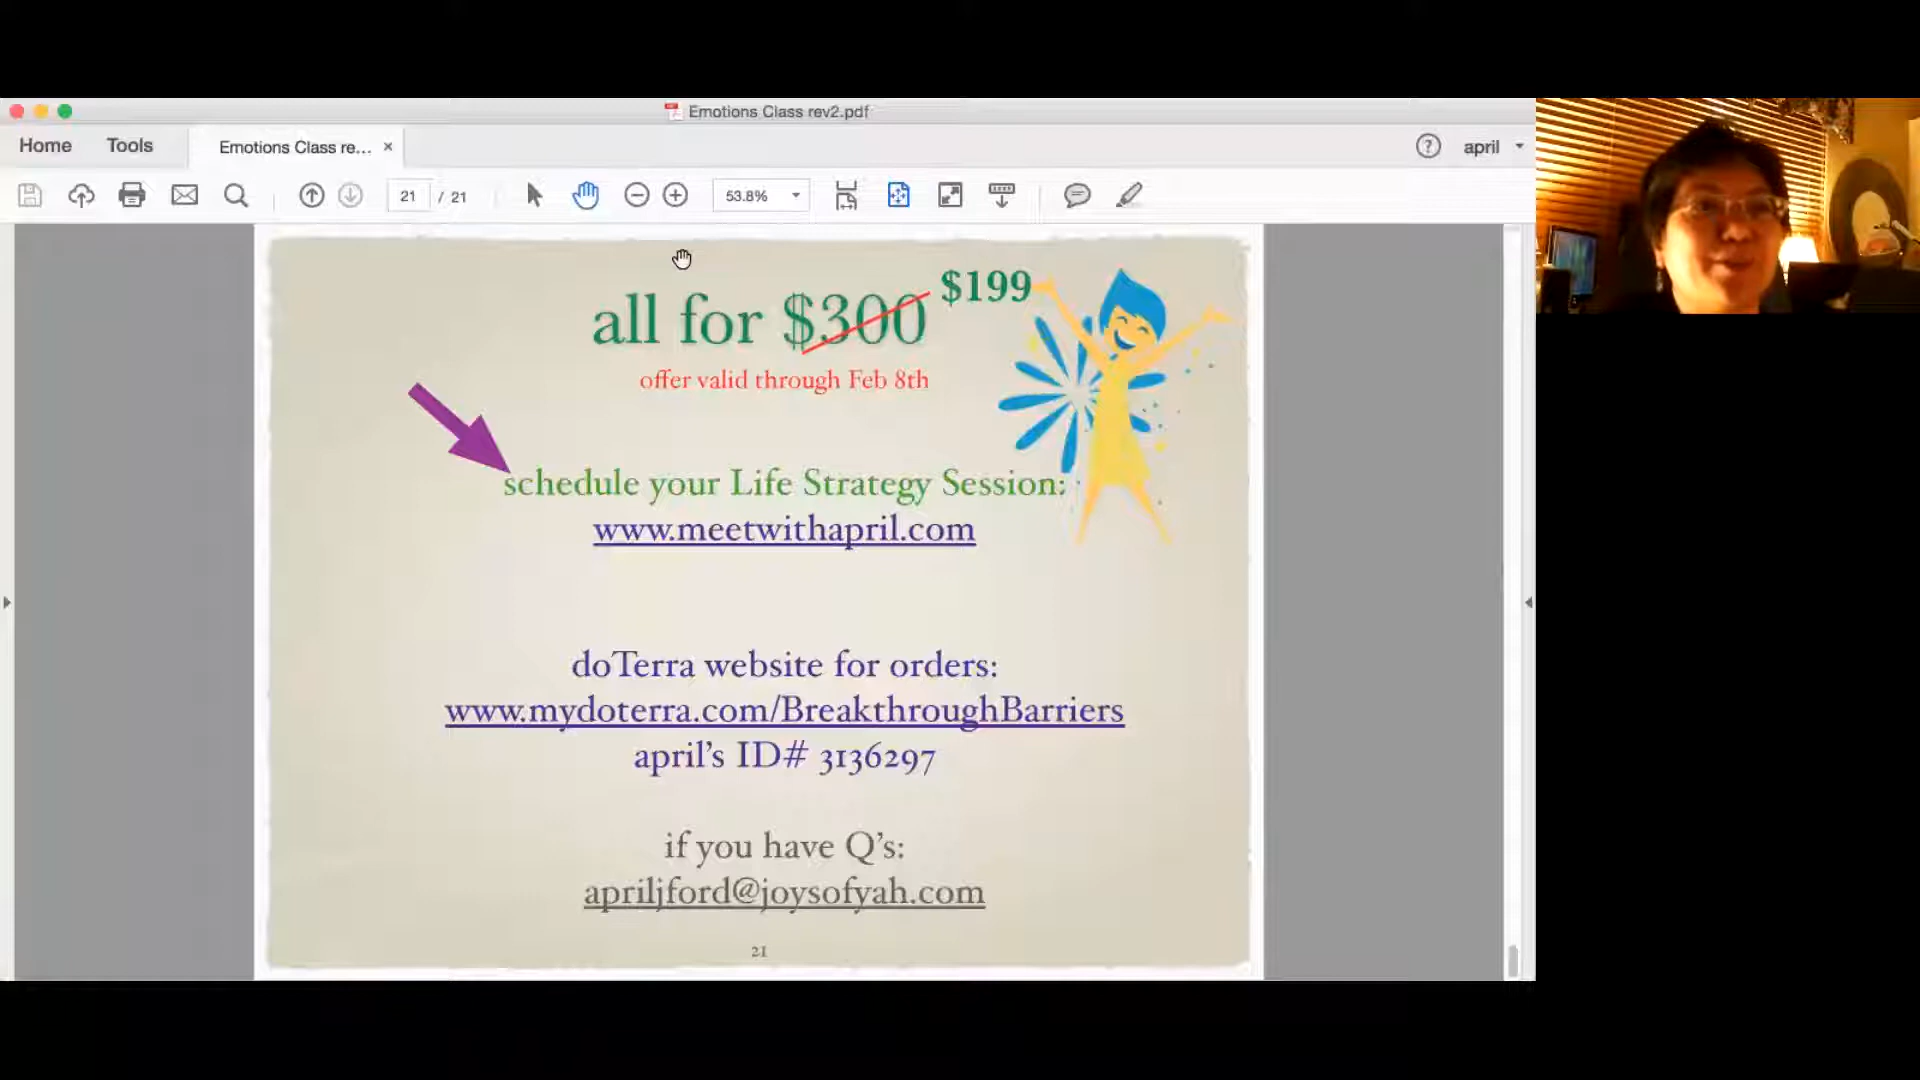 Emotions Class rev2.pdf
Home Tools Emotions Class re... × ? april
21 / 21 53.8%
all for $300 $199
offer valid through Feb 8th
schedule your Life Strategy Session:
www.meetwithapril.com
doTerra website for orders:
www.mydoterra.com/BreakthroughBarriers
april's ID# 3136297
if you have Q's:
apriljford@joysofyah.com
21